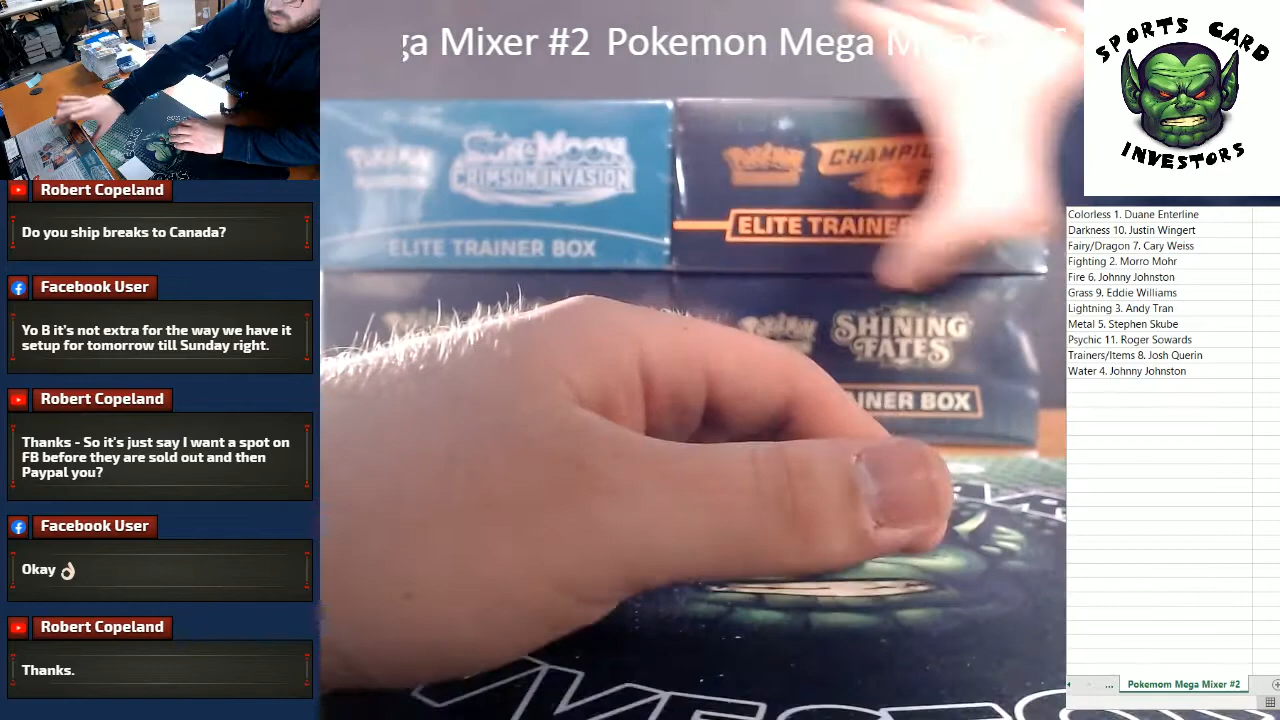 Mixer #2 Pokemon Mega
SPORTS CARD
INVESTORS
Robert Copeland
Do you ship breaks to Canada?
Facebook User
Yo B it's not extra for the way we have it
setup for tomorrow till Sunday right.
Robert Copeland
Thanks - So it's just say I want a spot on
FB before they are sold out and then
Paypal you?
Facebook User
Okay 👌🏻
Robert Copeland
Thanks.
CRIMSON INVASION
ELITE TRAINER BOX
POKÉMON
ELITE
SHINING
FATES
BOX
Colorless 1. Duane Enterline
Darkness 10. Justin Wingert
Fairy/Dragon 7. Cary Weiss
Fighting 2. Morro Mohr
Fire 6. Johnny Johnston
Grass 9. Eddie Williams
Lightning 3. Andy Tran
Metal 5. Stephen Skube
Psychic 11. Roger Sowards
Trainers/Items 8. Josh Querin
Water 4. Johnny Johnston
... Pokemom Mega Mixer #2